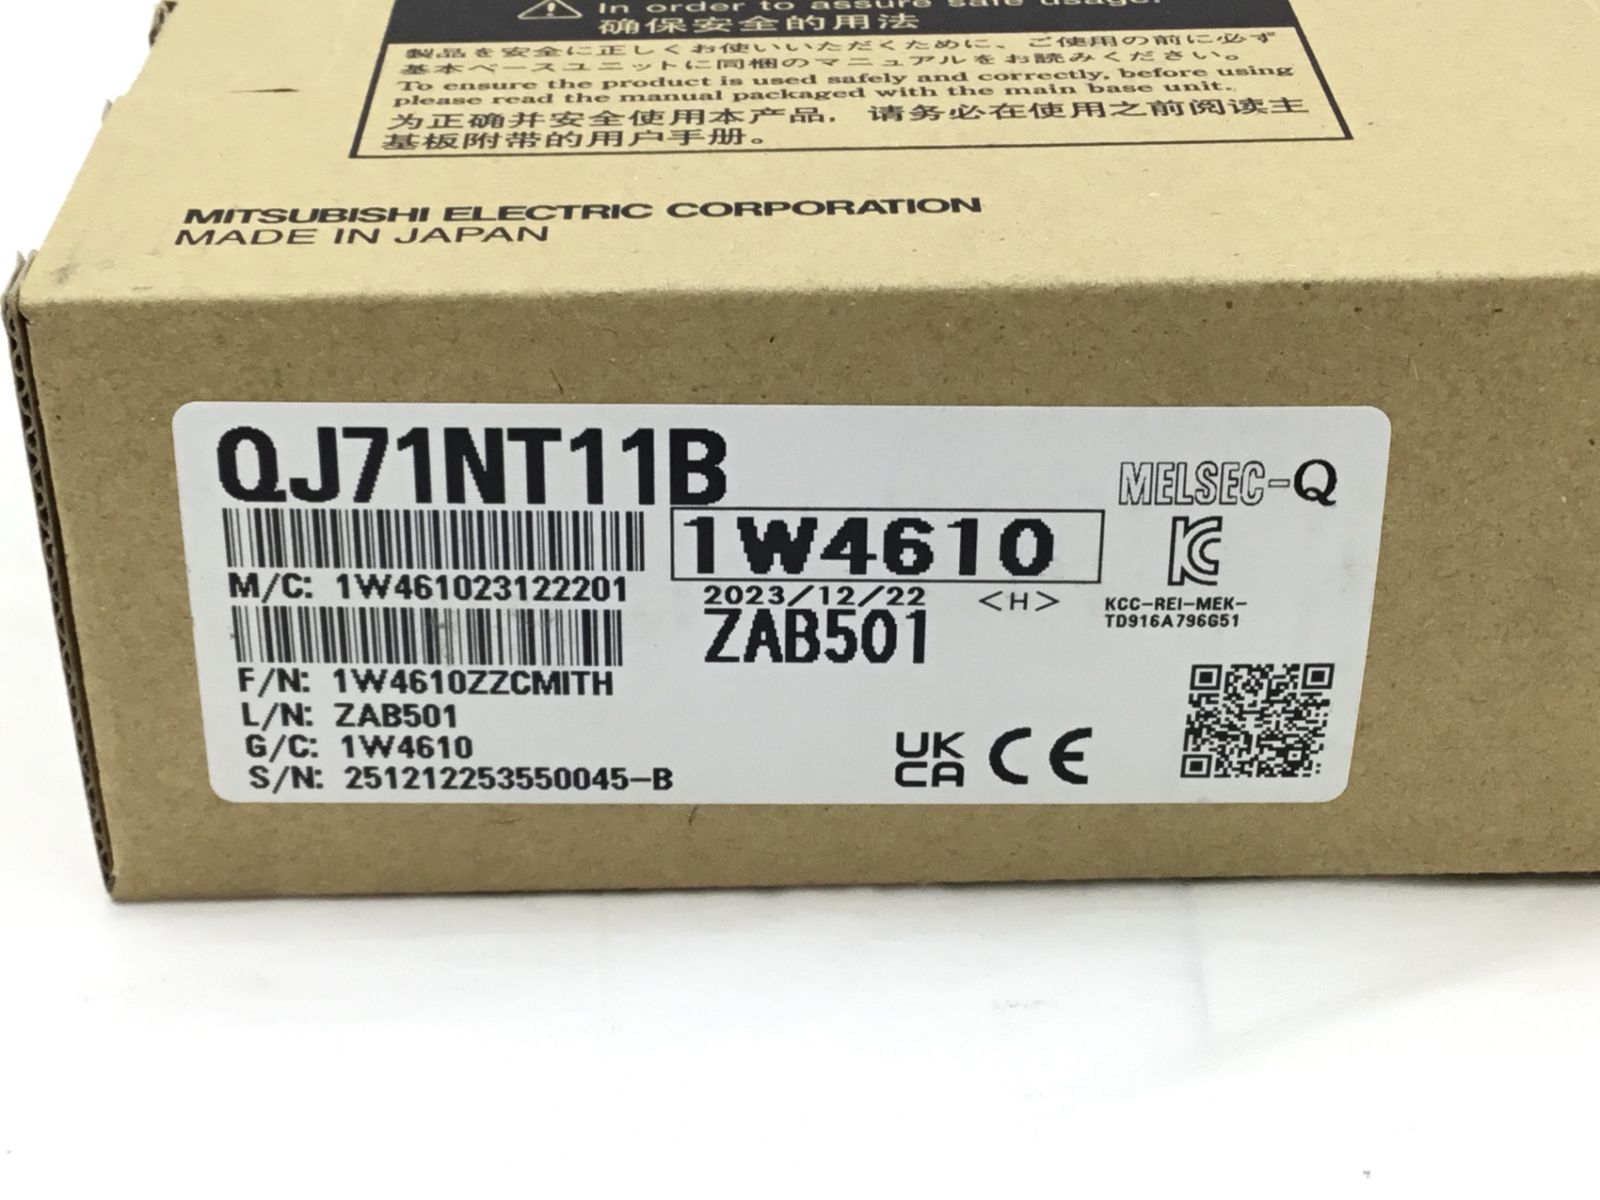 In order to assure safe usage.
确保安全的用法
製品を安全に正しくお使いいただくために、ご使用の前に必ず
基本ベースユニットに同梱のマニュアルをお読みください。
To ensure the product is used safely and correctly, before using
please read the manual packaged with the main base unit.
为正确并安全使用本产品，请务必在使用之前阅读主
基板附带的用户手册。
MITSUBISHI ELECTRIC CORPORATION
MADE IN JAPAN
QJ71NT11B
MELSEC-Q
1W4610
M/C: 1W461023122201
2023/12/22 <H>
KCC-REI-MEK-
TD916A796G51
ZAB501
F/N: 1W4610ZZCMITH
L/N: ZAB501
G/C: 1W4610
S/N: 251212253550045-B
UK
CA CE